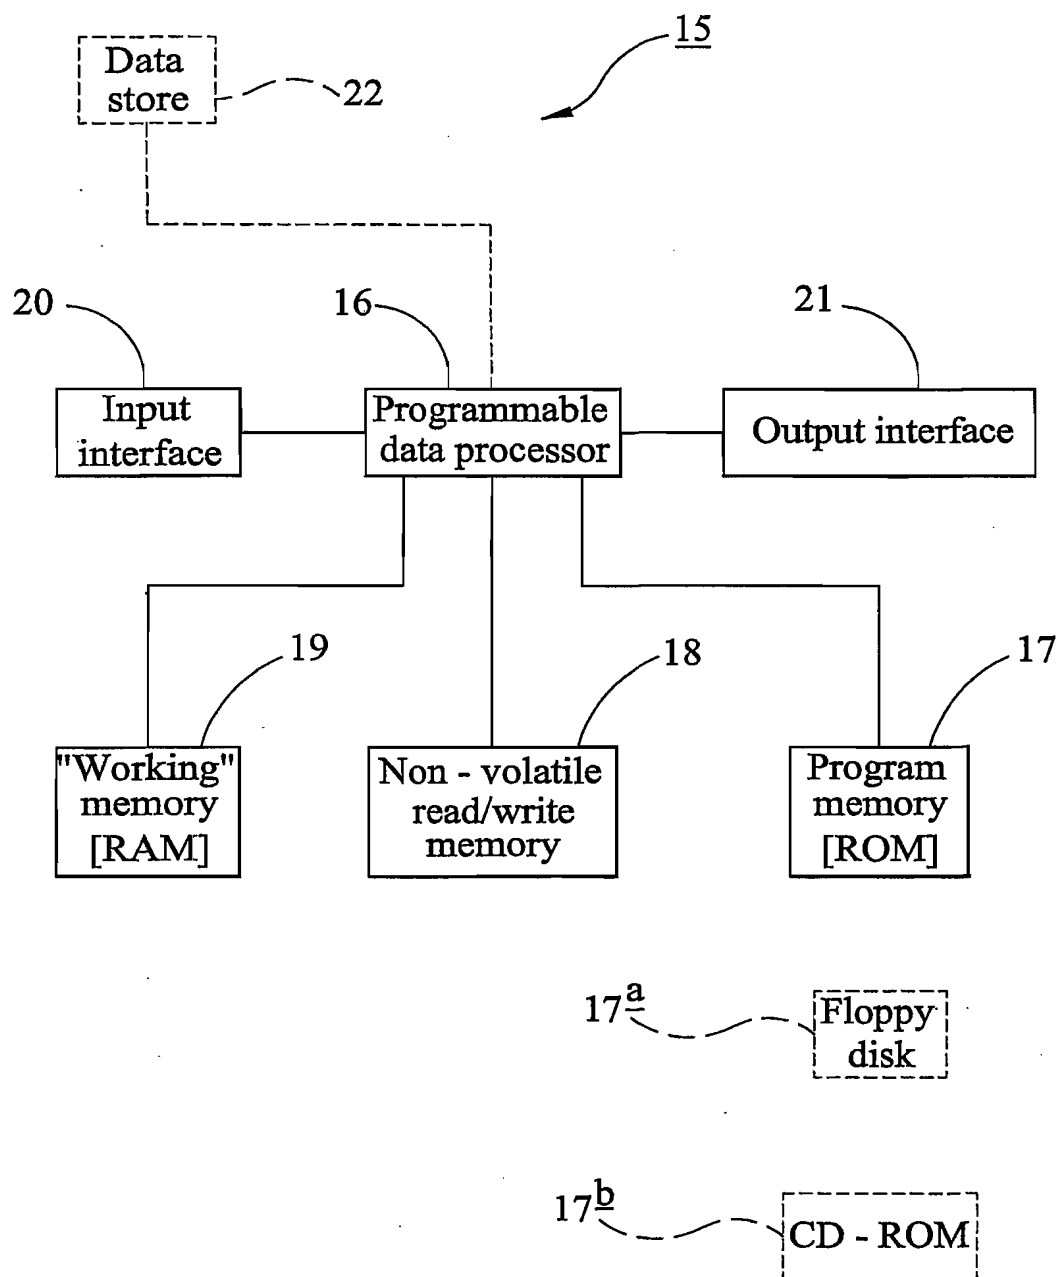 15
Data
store
22
20
16
21
Input
interface
Programmable
data processor
Output interface
19
18
17
"Working"
memory
[RAM]
Non - volatile
read/write
memory
Program
memory
[ROM]
17a
Floppy
disk
17b
CD - ROM